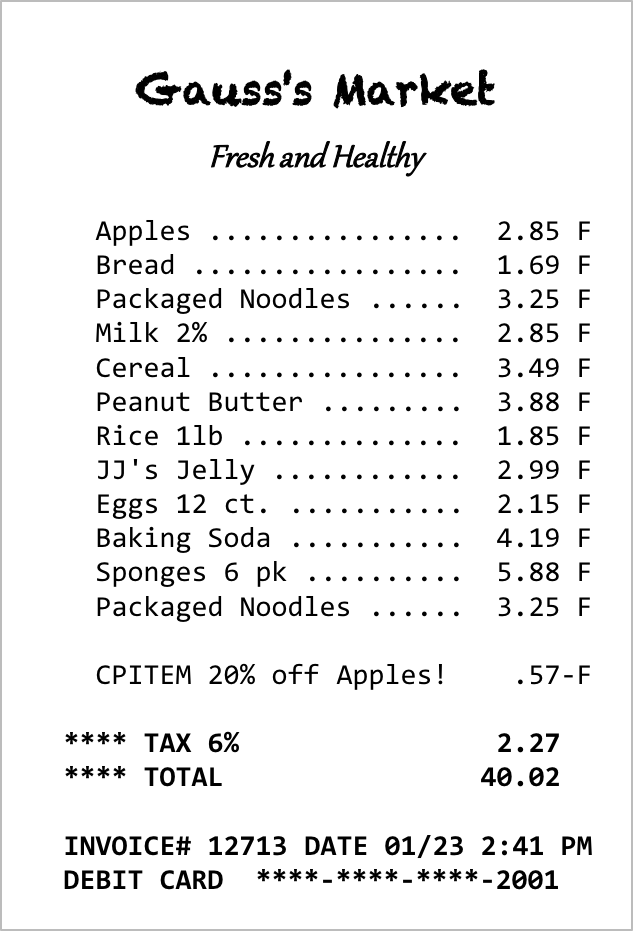 Gauss's Market
Fresh and Healthy
Apples ................ 2.85 F
Bread ................. 1.69 F
Packaged Noodles ...... 3.25 F
Milk 2% ............... 2.85 F
Cereal ................ 3.49 F
Peanut Butter ......... 3.88 F
Rice 1lb .............. 1.85 F
JJ's Jelly ............ 2.99 F
Eggs 12 ct. ........... 2.15 F
Baking Soda ........... 4.19 F
Sponges 6 pk .......... 5.88 F
Packaged Noodles ...... 3.25 F
CPITEM 20% off Apples! .57-F
**** TAX 6% 2.27
**** TOTAL 40.02
INVOICE# 12713 DATE 01/23 2:41 PM
DEBIT CARD ****-****-****-2001